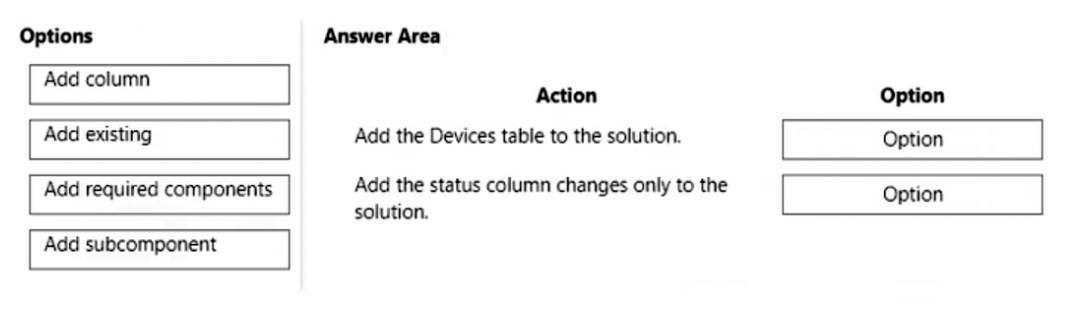 Options
Add column
Add existing
Add required components
Add subcomponent
Answer Area
Action
Option
Add the Devices table to the solution.
Option
Add the status column changes only to the
solution.
Option